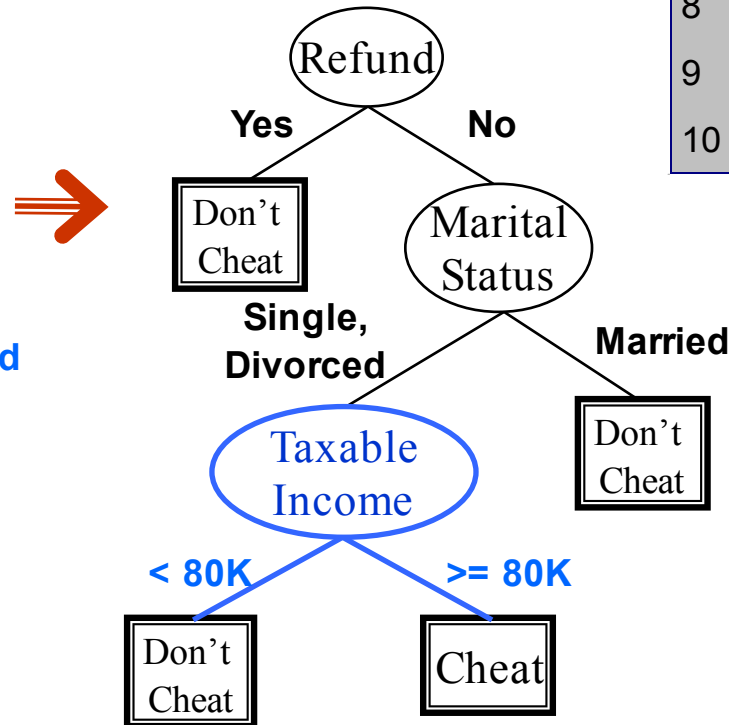 8
9
10
Refund
Yes
No
Don’t
Cheat
Marital
Status
Single,
Divorced
Married
d
Taxable
Income
Don’t
Cheat
< 80K
>= 80K
Don’t
Cheat
Cheat